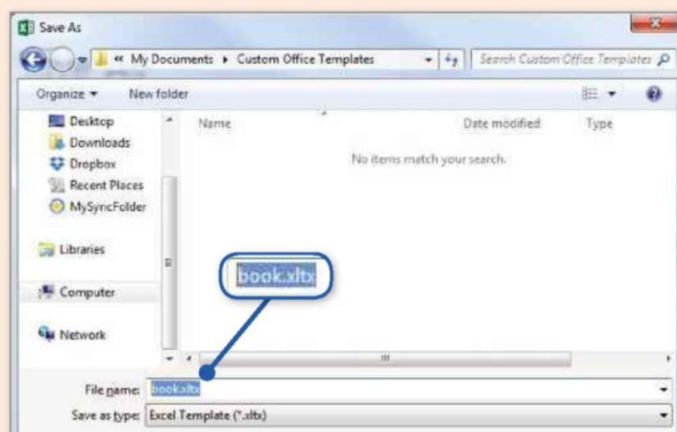 Save As
« My Documents ▸ Custom Office Templates
Search Custom Office Templates
Organize ▾ New folder
Name Date modified Type
Desktop
Downloads
Dropbox
Recent Places
MySyncFolder
No items match your search.
Libraries
Computer
Network
book.xltx
File name: book.xltx
Save as type: Excel Template (*.xltx)